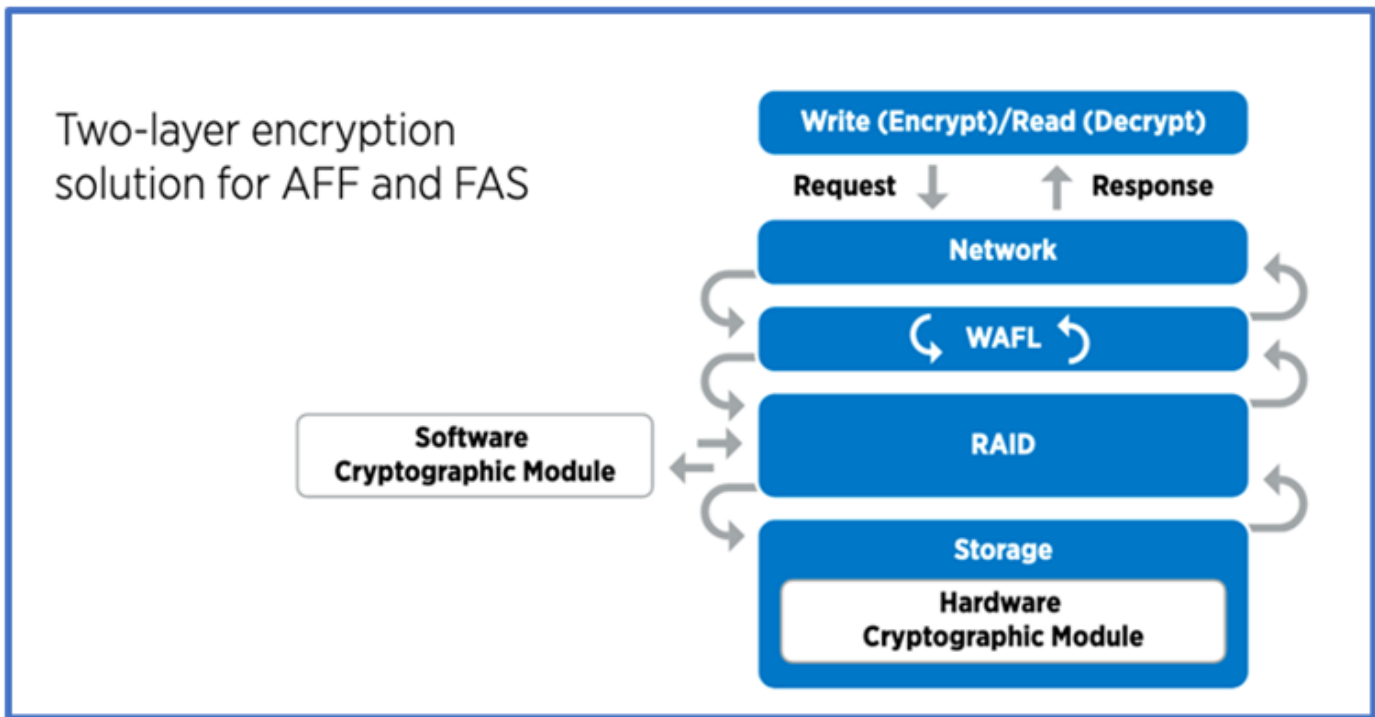 Two-layer encryption
solution for AFF and FAS
Write (Encrypt)/Read (Decrypt)
Request
Response
Network
WAFL
RAID
Software
Cryptographic Module
Storage
Hardware
Cryptographic Module